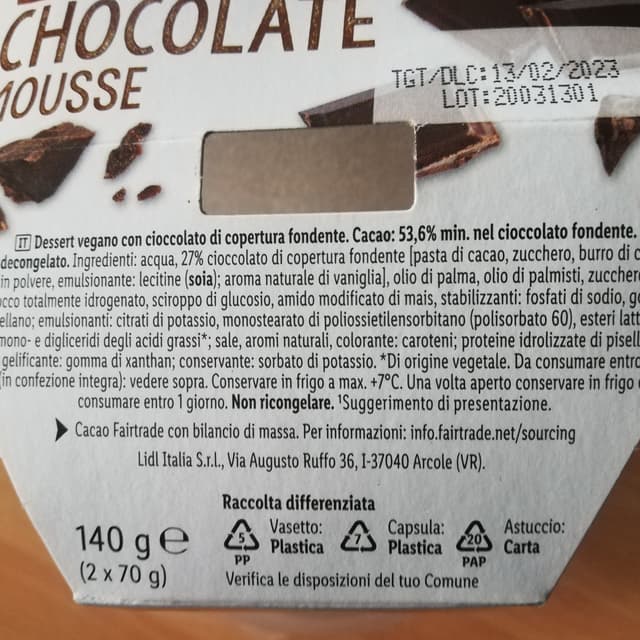 CHOCOLATE
MOUSSE
TGT/DLC:13/02/2023
LOT:20031301
IT Dessert vegano con cioccolato di copertura fondente. Cacao: 53,6% min. nel cioccolato fondente.
decongelato. Ingredienti: acqua, 27% cioccolato di copertura fondente [pasta di cacao, zucchero, burro di
in polvere, emulsionante: lecitine (soia); aroma naturale di vaniglia], olio di palma, olio di palmisti, zucchero
totalmente idrogenato, sciroppo di glucosio, amido modificato di mais, stabilizzanti: fosfati di sodio,
emulsionanti: citrati di potassio, monostearato di poliossietilensorbitano (polisorbato 60), esteri
mono- e digliceridi degli acidi grassi*; sale, aromi naturali, colorante: caroteni; proteine idrolizzate di
gelificante: gomma di xanthan; conservante: sorbato di potassio. *Di origine vegetale. Da consumare entro
(in confezione integra): vedere sopra. Conservare in frigo a max. +7°C. Una volta aperto conservare in frigo
consumare entro 1 giorno. Non ricongelare. ¹Suggerimento di presentazione.
Cacao Fairtrade con bilancio di massa. Per informazioni: info.fairtrade.net/sourcing
Lidl Italia S.r.l., Via Augusto Ruffo 36, I-37040 Arcole (VR).
Raccolta differenziata
140 g e
(2 x 70 g)
5
PP
Vasetto:
Plastica
7
Capsula:
Plastica
20
PAP
Astuccio:
Carta
Verifica le disposizioni del tuo Comune